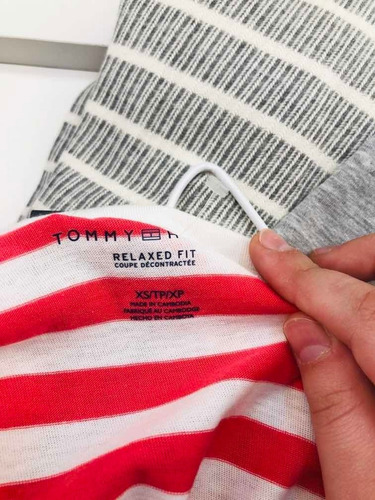 TOMMY H
RELAXED FIT
COUPE DÉCONTRACTÉE
XS/TP/XP
MADE IN CAMBODIA
FABRIQUÉ AU CAMBODGE
HECHO EN CAMBOYA